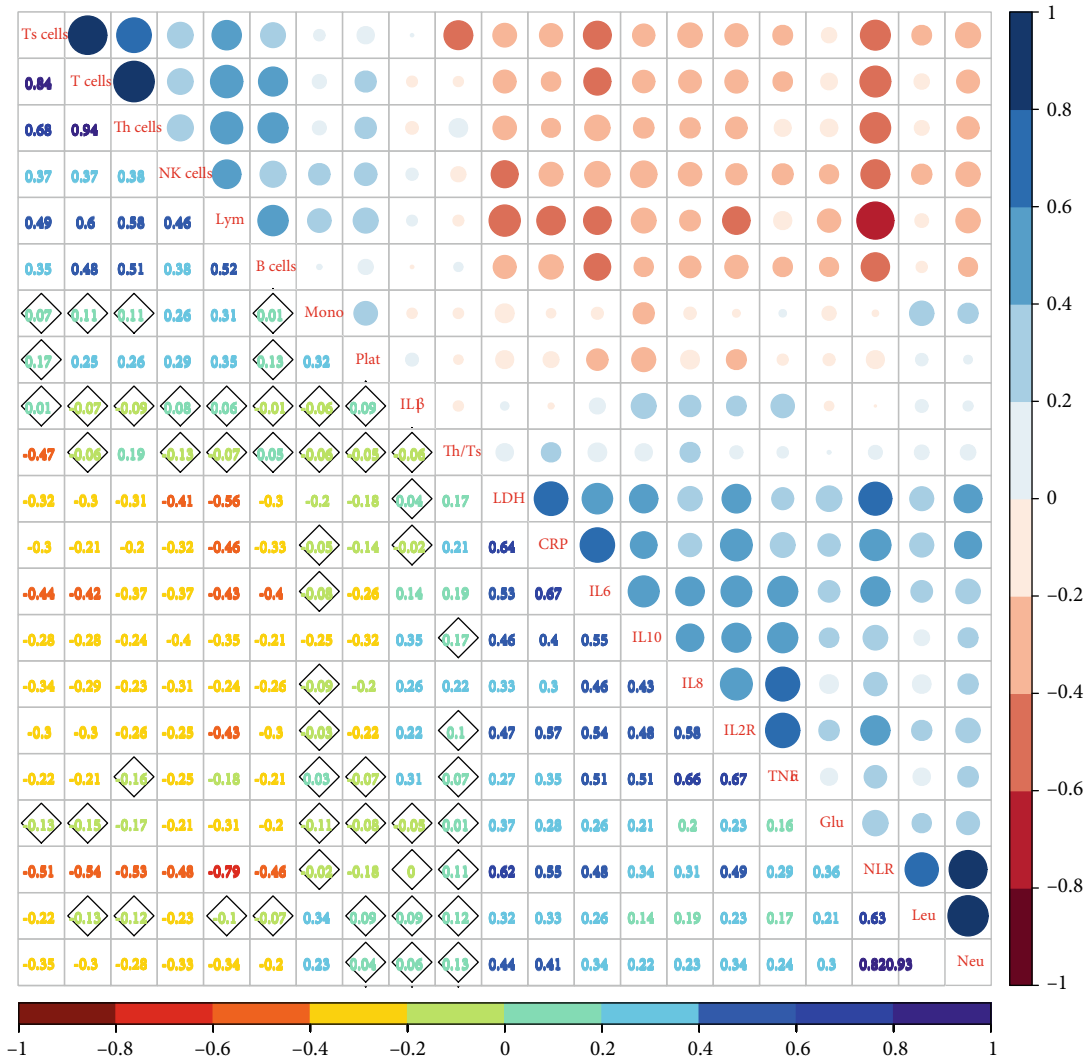 Ts cells 1
0.84 T cells 0.8
0.68 0.94 Th cells
0.37 0.37 0.38 NK cells
0.49 0.6 0.58 0.46 Lym 0.6
0.35 0.48 0.51 0.38 0.52 B cells
0.07 0.11 0.11 0.26 0.31 0.01 Mono 0.4
0.17 0.25 0.26 0.29 0.35 0.13 0.32 Plat
0.01 -0.07 -0.09 0.08 0.06 -0.01 -0.06 0.09 IL1β 0.2
-0.47 -0.06 0.19 -0.13 -0.07 0.05 -0.06 -0.05 -0.06 Th/Ts
-0.32 -0.3 -0.31 -0.41 -0.56 -0.3 -0.2 -0.18 0.04 0.17 LDH 0
-0.3 -0.21 -0.2 -0.32 -0.46 -0.33 -0.05 -0.14 -0.02 0.21 0.64 CRP
-0.44 -0.42 -0.37 -0.37 -0.43 -0.4 -0.08 -0.26 0.14 0.19 0.53 0.67 IL6 −0.2
-0.28 -0.28 -0.24 -0.4 -0.35 -0.21 -0.25 -0.32 0.35 0.17 0.46 0.4 0.55 IL10
-0.34 -0.29 -0.23 -0.31 -0.24 -0.26 -0.09 -0.2 0.26 0.22 0.33 0.3 0.46 0.43 IL8 −0.4
-0.3 -0.3 -0.26 -0.25 -0.43 -0.3 -0.03 -0.22 0.22 0.1 0.47 0.57 0.54 0.48 0.58 IL2R
-0.22 -0.21 -0.16 -0.25 -0.18 -0.21 0.03 -0.07 0.31 0.07 0.27 0.35 0.51 0.51 0.66 0.67 −0.6
-0.13 -0.15 -0.17 -0.21 -0.31 -0.2 -0.11 -0.08 -0.05 0.01 0.37 0.28 0.26 0.21 0.2 0.23 0.16 Glu
-0.51 -0.54 -0.53 -0.48 -0.79 -0.46 -0.02 -0.18 0 0.11 0.62 0.55 0.48 0.34 0.31 0.49 0.29 0.36 NLR −0.8
-0.22 -0.13 -0.12 -0.23 -0.1 -0.07 0.34 0.09 0.09 0.12 0.32 0.33 0.26 0.14 0.19 0.23 0.17 0.21 0.63 Leu
-0.35 -0.3 -0.28 -0.33 -0.34 -0.2 0.23 0.04 0.06 0.13 0.44 0.41 0.34 0.22 0.23 0.34 0.24 0.3 0.82 0.93 Neu −1
−1 −0.8 −0.6 −0.4 −0.2 0 0.2 0.4 0.6 0.8 1